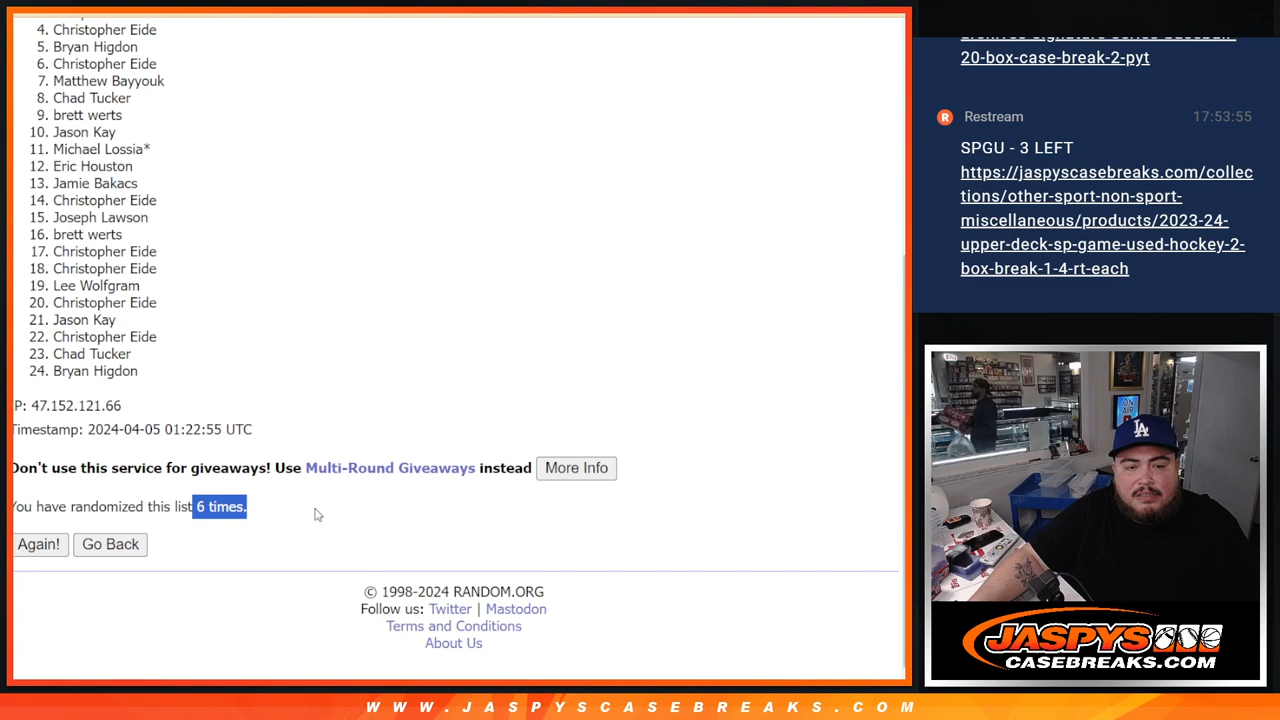 4. Christopher Eide
5. Bryan Higdon
6. Christopher Eide
7. Matthew Bayyouk
8. Chad Tucker
9. brett werts
10. Jason Kay
11. Michael Lossia*
12. Eric Houston
13. Jamie Bakacs
14. Christopher Eide
15. Joseph Lawson
16. brett werts
17. Christopher Eide
18. Christopher Eide
19. Lee Wolfgram
20. Christopher Eide
21. Jason Kay
22. Christopher Eide
23. Chad Tucker
24. Bryan Higdon
P: 47.152.121.66
Timestamp: 2024-04-05 01:22:55 UTC
Don't use this service for giveaways! Use Multi-Round Giveaways instead More Info
You have randomized this list 6 times.
Again! Go Back
© 1998-2024 RANDOM.ORG
Follow us: Twitter | Mastodon
Terms and Conditions
About Us
20-box-case-break-2-pyt
R Restream 17:53:55
SPGU - 3 LEFT
https://jaspyscasebreaks.com/collec
tions/other-sport-non-sport-
miscellaneous/products/2023-24-
upper-deck-sp-game-used-hockey-2-
box-break-1-4-rt-each
ON
AIR
LA
JASPYS
CASEBREAKS.COM
WWW.JASPYSCASEBREAKS.COM